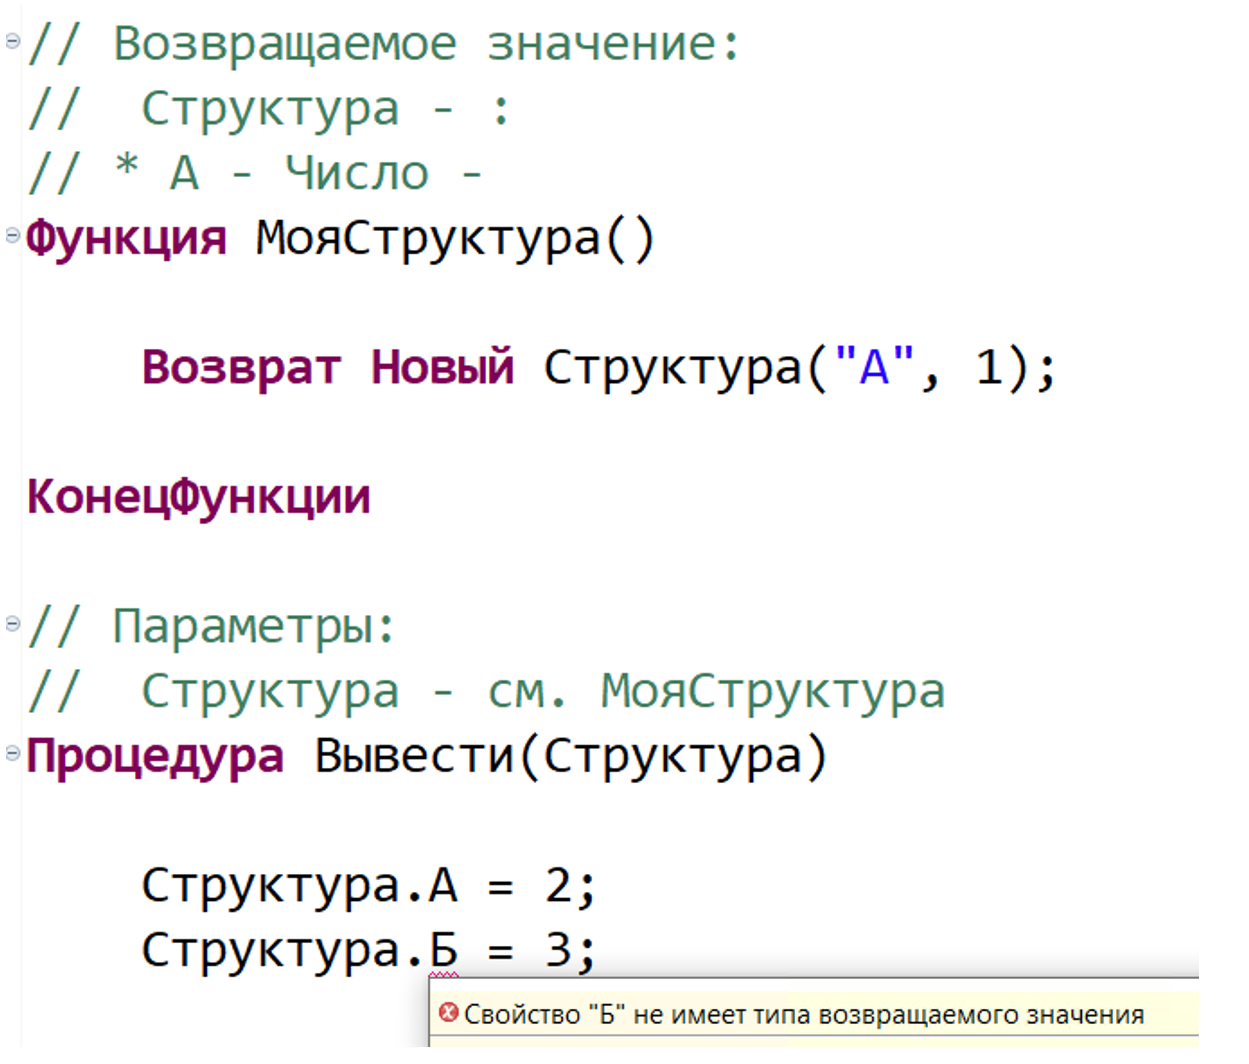 // Возвращаемое значение:
//  Структура - :
// * А - Число -
Функция МояСтруктура()
Возврат Новый Структура("А", 1);
КонецФункции
// Параметры:
//  Структура - см. МояСтруктура
Процедура Вывести(Структура)
Структура.А = 2;
Структура.Б = 3;
Свойство "Б" не имеет типа возвращаемого значения